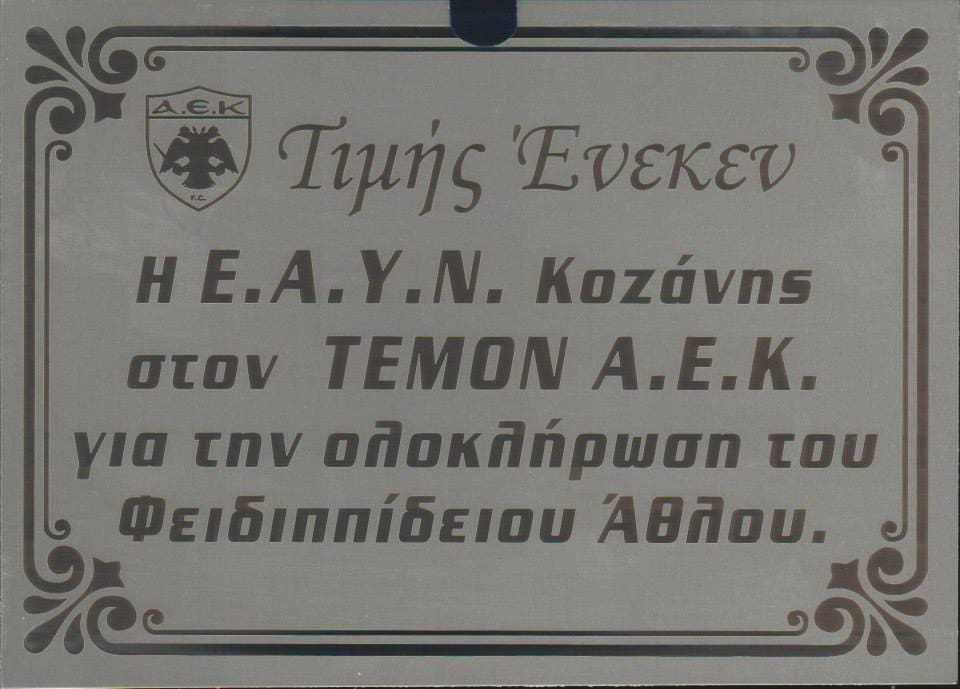 Α.Ε.Κ
F.C.
Τιμής Ένεκεν
Η Ε.Α.Υ.Ν. Κοζάνης
στον ΤΕΜΟΝ Α.Ε.Κ.
για την ολοκλήρωση του
Φειδιππίδειου Άθλου.